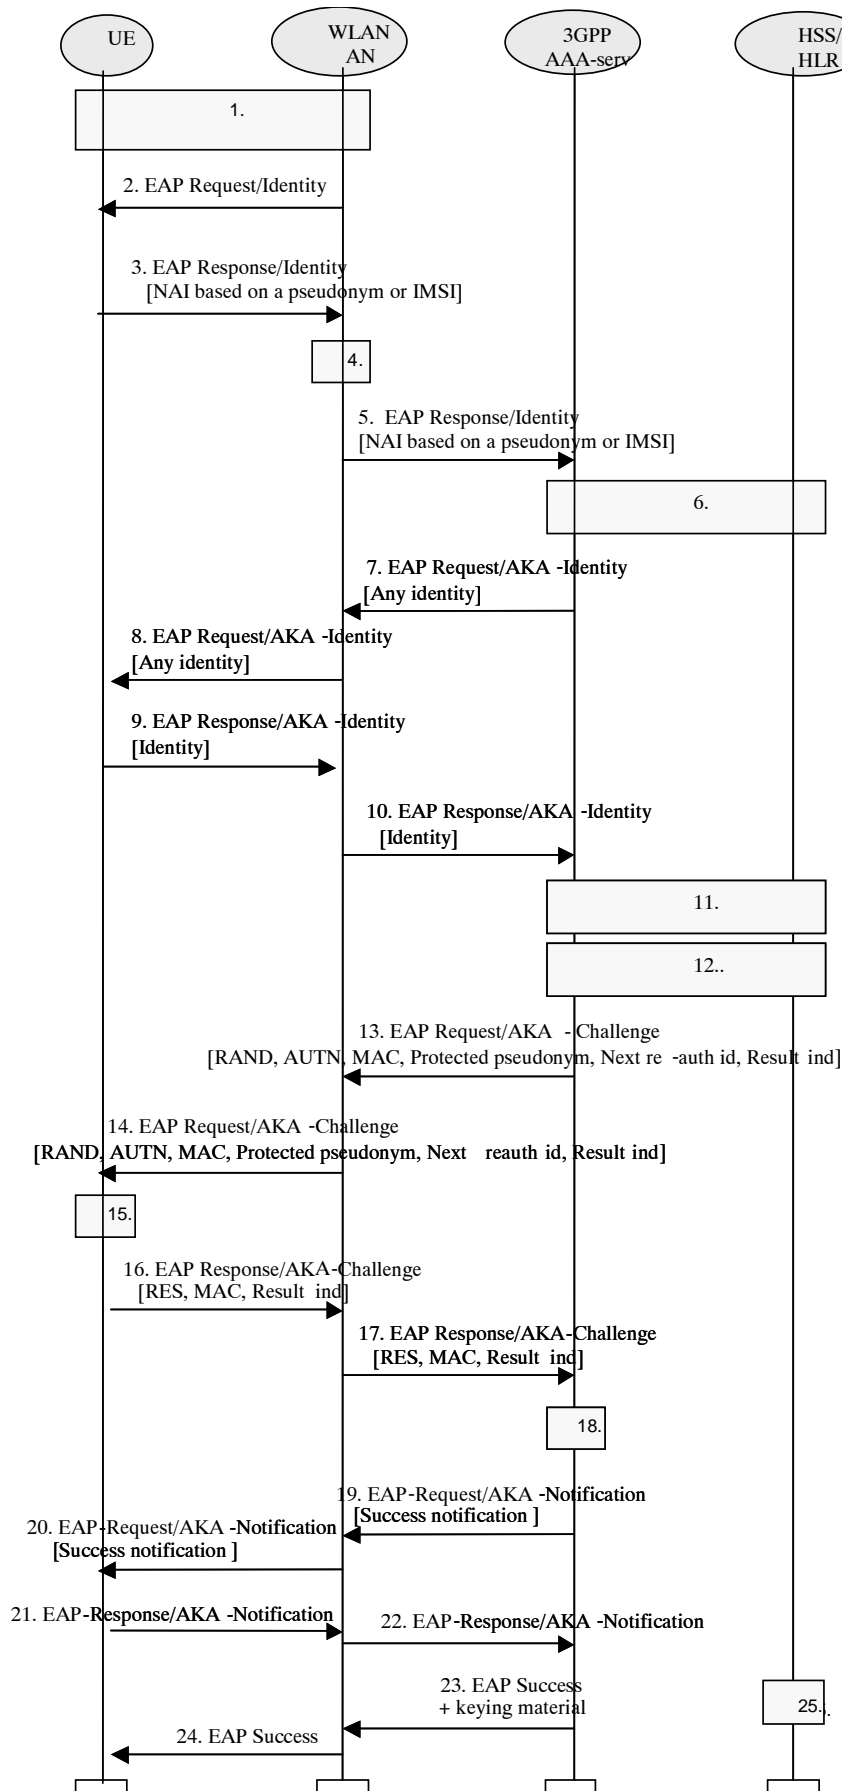 UE
WLAN
AN
3GPP
AAA-serv
HSS/
HLR
1.
2. EAP Request/Identity
3. EAP Response/Identity
[NAI based on a pseudonym or IMSI]
4.
5. EAP Response/Identity
[NAI based on a pseudonym or IMSI]
6.
7. EAP Request/AKA -Identity
[Any identity]
8. EAP Request/AKA -Identity
[Any identity]
9. EAP Response/AKA -Identity
[Identity]
10. EAP Response/AKA -Identity
[Identity]
11.
12..
13. EAP Request/AKA - Challenge
[RAND, AUTN, MAC, Protected pseudonym, Next re -auth id, Result ind]
14. EAP Request/AKA -Challenge
[RAND, AUTN, MAC, Protected pseudonym, Next reauth id, Result ind]
15.
16. EAP Response/AKA-Challenge
[RES, MAC, Result ind]
17. EAP Response/AKA-Challenge
[RES, MAC, Result ind]
18.
19. EAP-Request/AKA -Notification
[Success notification ]
20. EAP-Request/AKA -Notification
[Success notification ]
21. EAP-Response/AKA -Notification
22. EAP-Response/AKA -Notification
23. EAP Success
+ keying material
25.
24. EAP Success